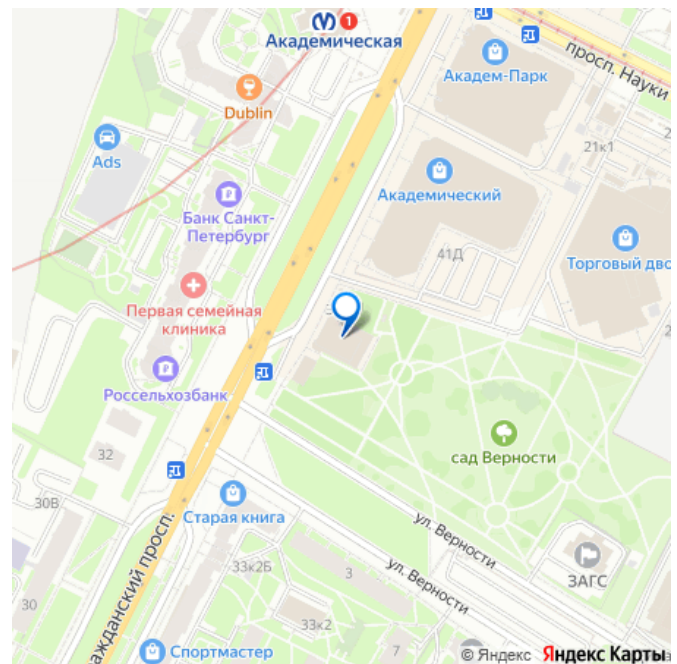 1
Академическая
просп. Науки
Академ-Парк
Dublin
21к1
Ads
Академический
Банк Санкт-
Петербург
41Д
Торговый дво
Первая семейная
клиника
Россельхозбанк
сад Верности
32
30В
Старая книга
ул. Верности
ЗАГС
33к2Б
3
ул. Верности
ажданский просп.
30
33к2
7
Спортмастер
© Яндекс Яндекс Карты